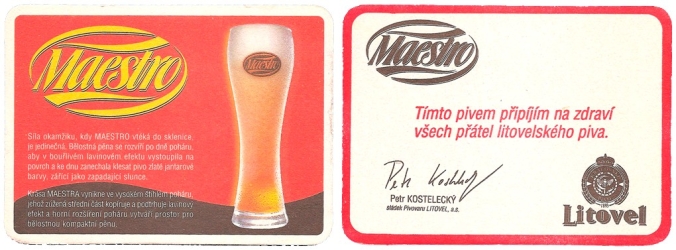 Maestro
Maestro
Síla okamžiku, kdy MAESTRO vtéká do sklenice,
je jedinečná. Bělostná pěna se rozvíří po dně poháru,
aby v bouřlivém lavinovém efektu vystoupila na
povrch a ke dnu zanechala klesat pivo zlaté jantarové
barvy, zářící jako zapadající slunce.
Krása MAESTRA vynikne ve vysokém štíhlém poháru,
jehož zúžená střední část kopíruje a podtrhuje lavinový
efekt a horní rozšíření poháru vytváří prostor pro
bělostnou kompaktní pěnu.
Maestro
Tímto pivem připíjím na zdraví
všech přátel litovelského piva.
Petr KOSTELECKÝ
sládek Pivovaru LITOVEL, a.s.
Litovel